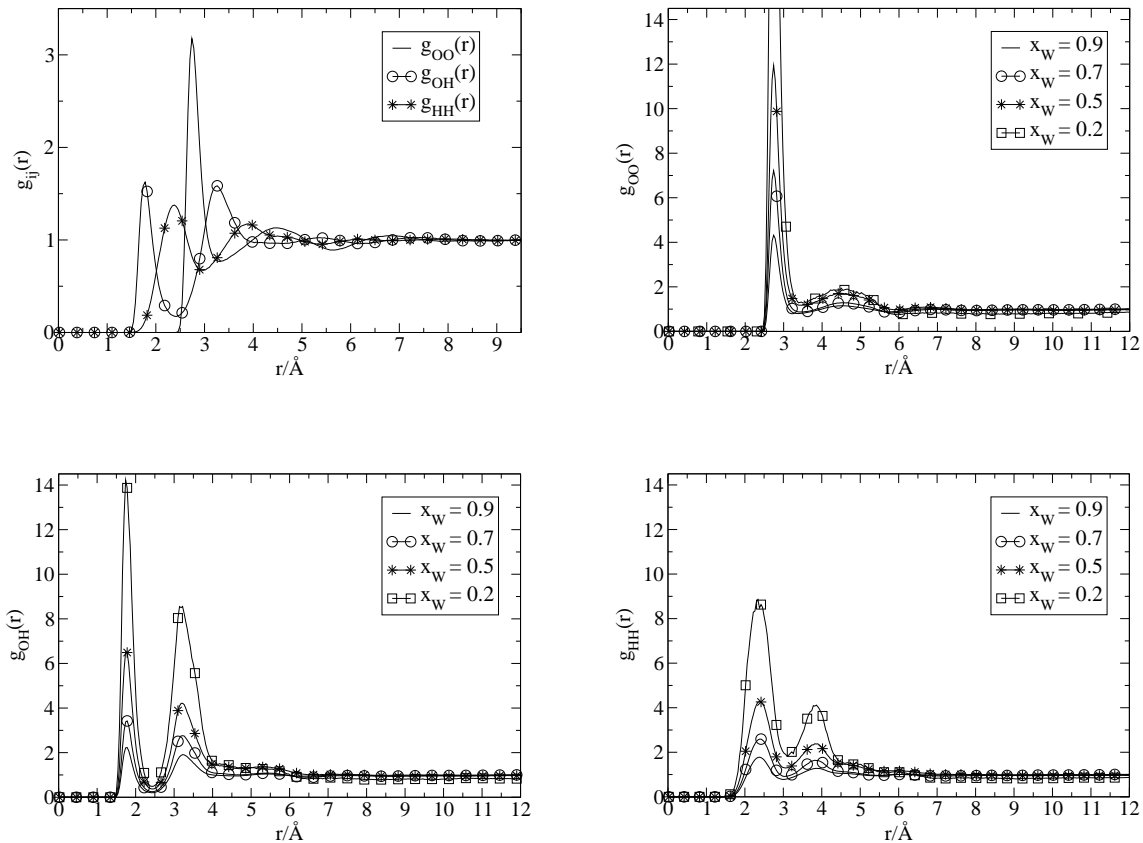 3
2
1
0
g_ij(r)
g_OO(r)
g_OH(r)
g_HH(r)
0 1 2 3 4 5 6 7 8 9
r/Å
14
12
10
8
6
4
2
0
g_OO(r)
x_W = 0.9
x_W = 0.7
x_W = 0.5
x_W = 0.2
0 1 2 3 4 5 6 7 8 9 10 11 12
r/Å
14
12
10
8
6
4
2
0
g_OH(r)
x_W = 0.9
x_W = 0.7
x_W = 0.5
x_W = 0.2
0 1 2 3 4 5 6 7 8 9 10 11 12
r/Å
14
12
10
8
6
4
2
0
g_HH(r)
x_W = 0.9
x_W = 0.7
x_W = 0.5
x_W = 0.2
0 1 2 3 4 5 6 7 8 9 10 11 12
r/Å